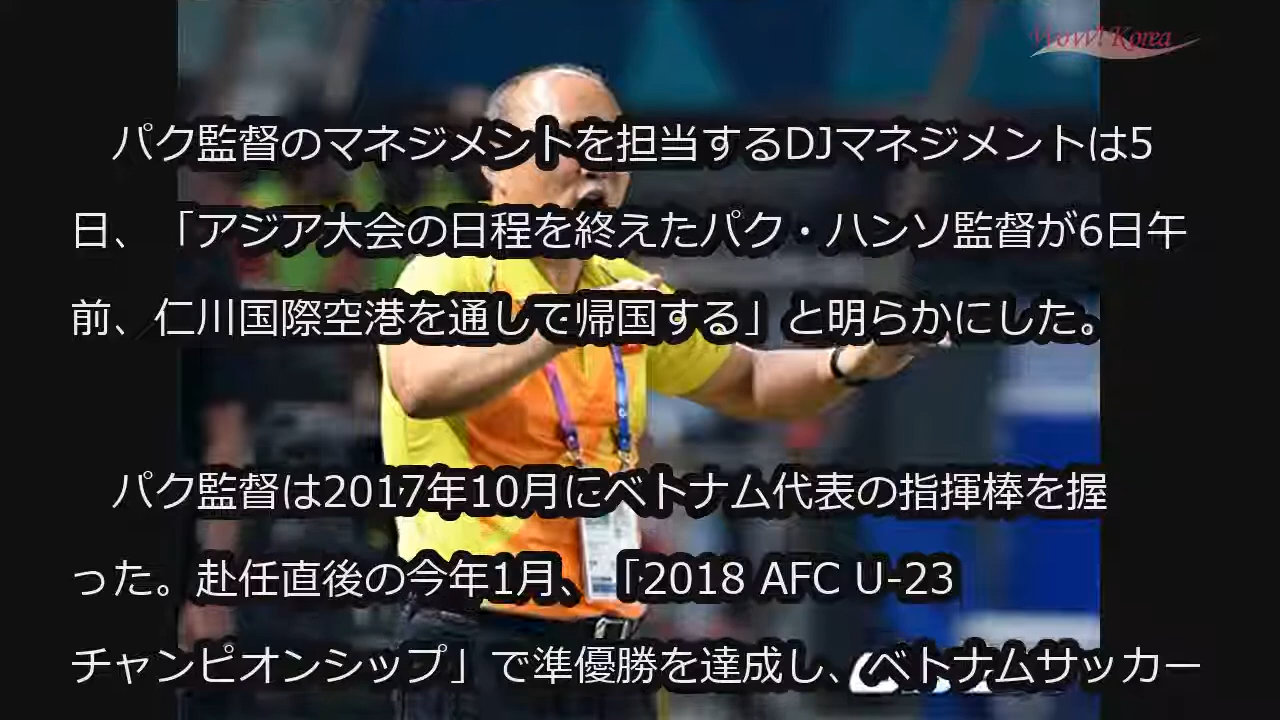 Wow! Korea
パク監督のマネジメントを担当するDJマネジメントは5
日、「アジア大会の日程を終えたパク・ハンソ監督が6日午
前、仁川国際空港を通して帰国する」と明らかにした。
パク監督は2017年10月にベトナム代表の指揮棒を握
った。赴任直後の今年1月、「2018 AFC U-23
チャンピオンシップ」で準優勝を達成し、ベトナムサッカー